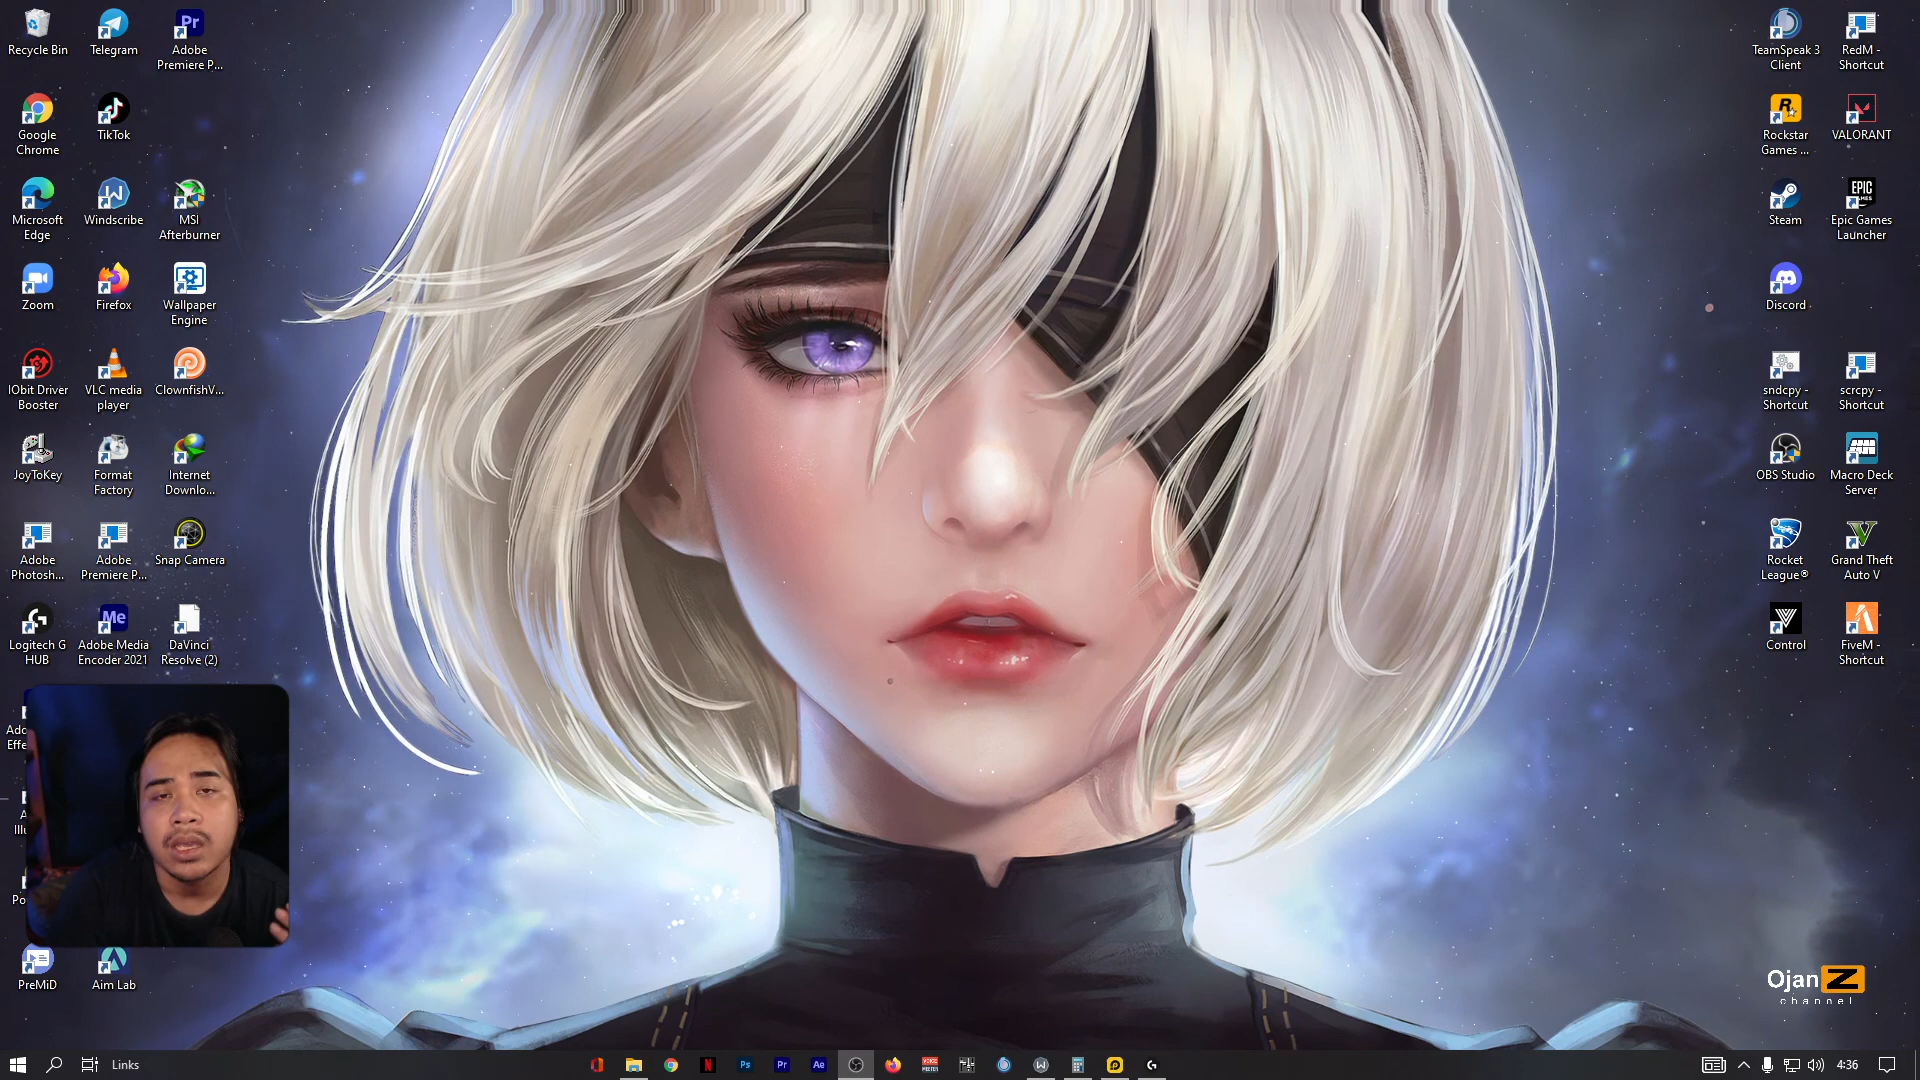 Recycle Bin
Telegram
Adobe
Premiere P...
Google
Chrome
TikTok
Microsoft
Edge
Windscribe
MSI
Afterburner
Zoom
Firefox
Wallpaper
Engine
IObit Driver
Booster
VLC media
player
ClownfishV...
JoyToKey
Format
Factory
Internet
Downlo...
Adobe
Photosh...
Adobe
Premiere P...
Snap Camera
Logitech G
HUB
Adobe Media
Encoder 2021
DaVinci
Resolve (2)
PreMiD
Aim Lab
TeamSpeak 3
Client
RedM -
Shortcut
Rockstar
Games ...
VALORANT
Steam
Epic Games
Launcher
Discord
sndcpy -
Shortcut
scrcpy -
Shortcut
OBS Studio
Macro Deck
Server
Rocket
League®
Grand Theft
Auto V
Control
FiveM -
Shortcut
OjanZ
channel
Links
4:36